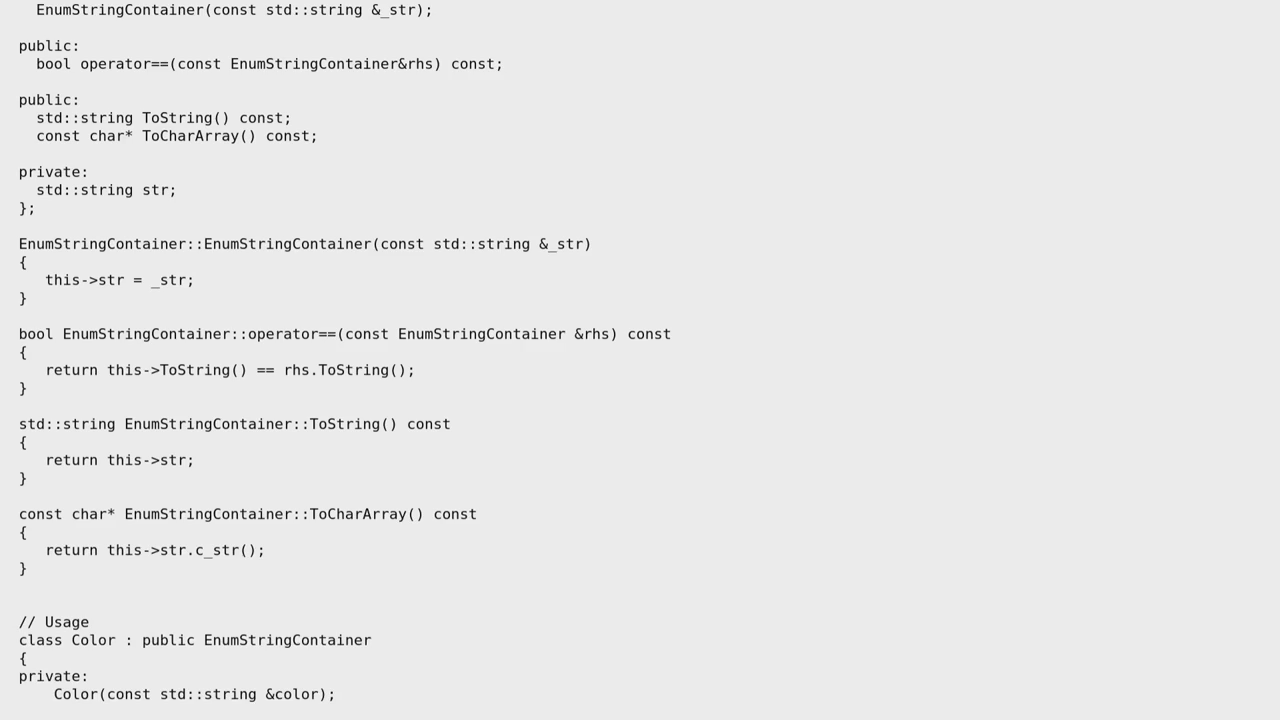 EnumStringContainer(const std::string &_str);
public:
bool operator==(const EnumStringContainer&rhs) const;
public:
std::string ToString() const;
const char* ToCharArray() const;
private:
std::string str;
};
EnumStringContainer::EnumStringContainer(const std::string &_str)
{
this->str = _str;
}
bool EnumStringContainer::operator==(const EnumStringContainer &rhs) const
{
return this->ToString() == rhs.ToString();
}
std::string EnumStringContainer::ToString() const
{
return this->str;
}
const char* EnumStringContainer::ToCharArray() const
{
return this->str.c_str();
}
// Usage
class Color : public EnumStringContainer
{
private:
Color(const std::string &color);